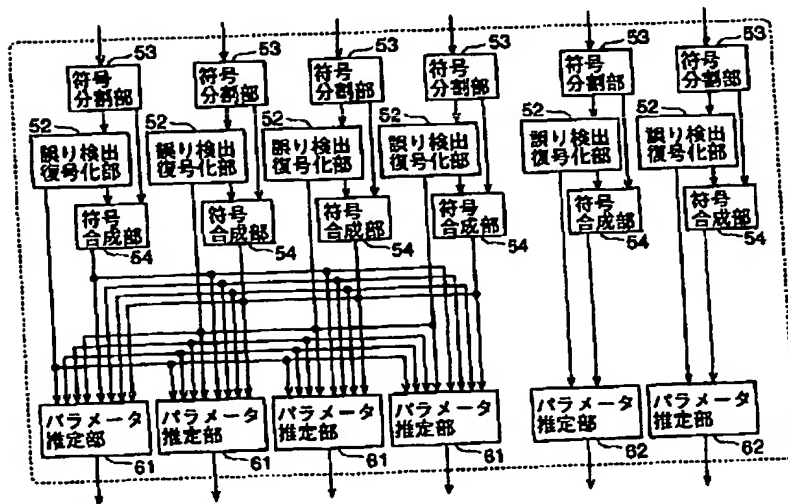 53 53 53 53 53 53
符号 符号 符号 符号 符号 符号
分割部 分割部 分割部 分割部 分割部 分割部
52 52 52 52 52 52
誤り検出 誤り検出 誤り検出 誤り検出 誤り検出 誤り検出
復号化部 復号化部 復号化部 復号化部 復号化部 復号化部
符号 符号 符号 符号 符号 符号
合成部 合成部 合成部 合成部 合成部 合成部
54 54 54 54 54 54
パラメータ パラメータ パラメータ パラメータ パラメータ パラメータ
推定部 推定部 推定部 推定部 推定部 推定部
61 61 61 61 62 62